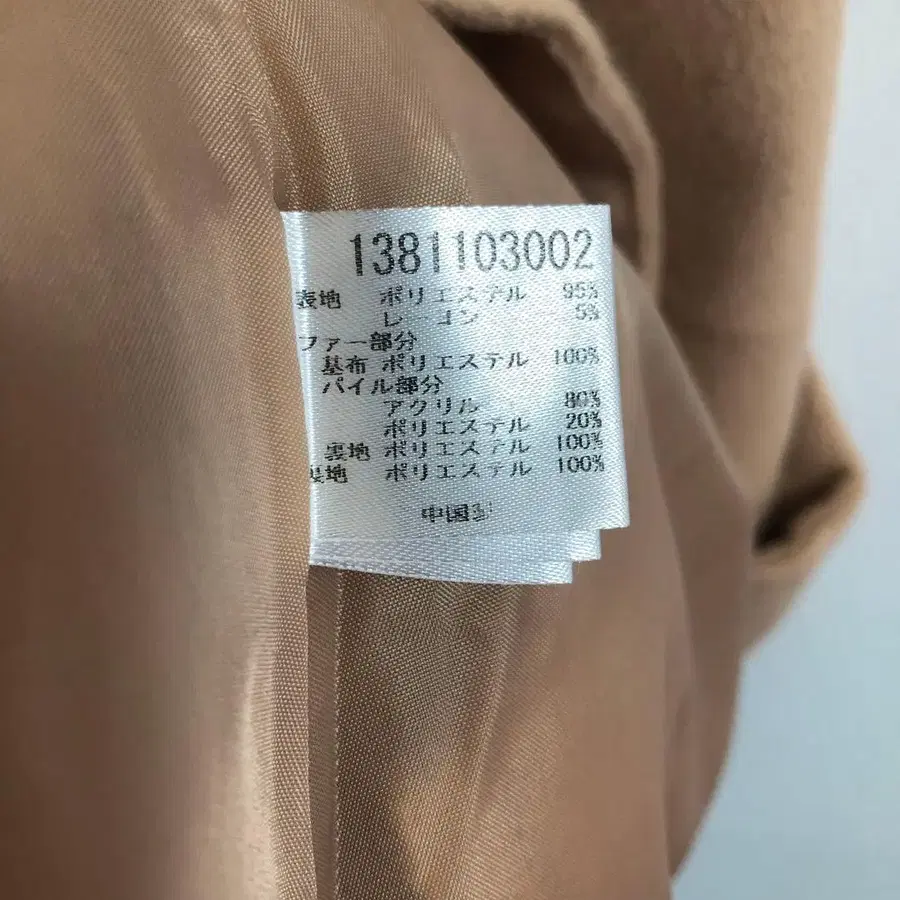 1381103002
表地 ポリエステル 95%
レーヨン 5%
ファー部分
基布 ポリエステル 100%
パイル部分
アクリル 80%
ポリエステル 20%
裏地 ポリエステル 100%
裏地 ポリエステル 100%
中国製